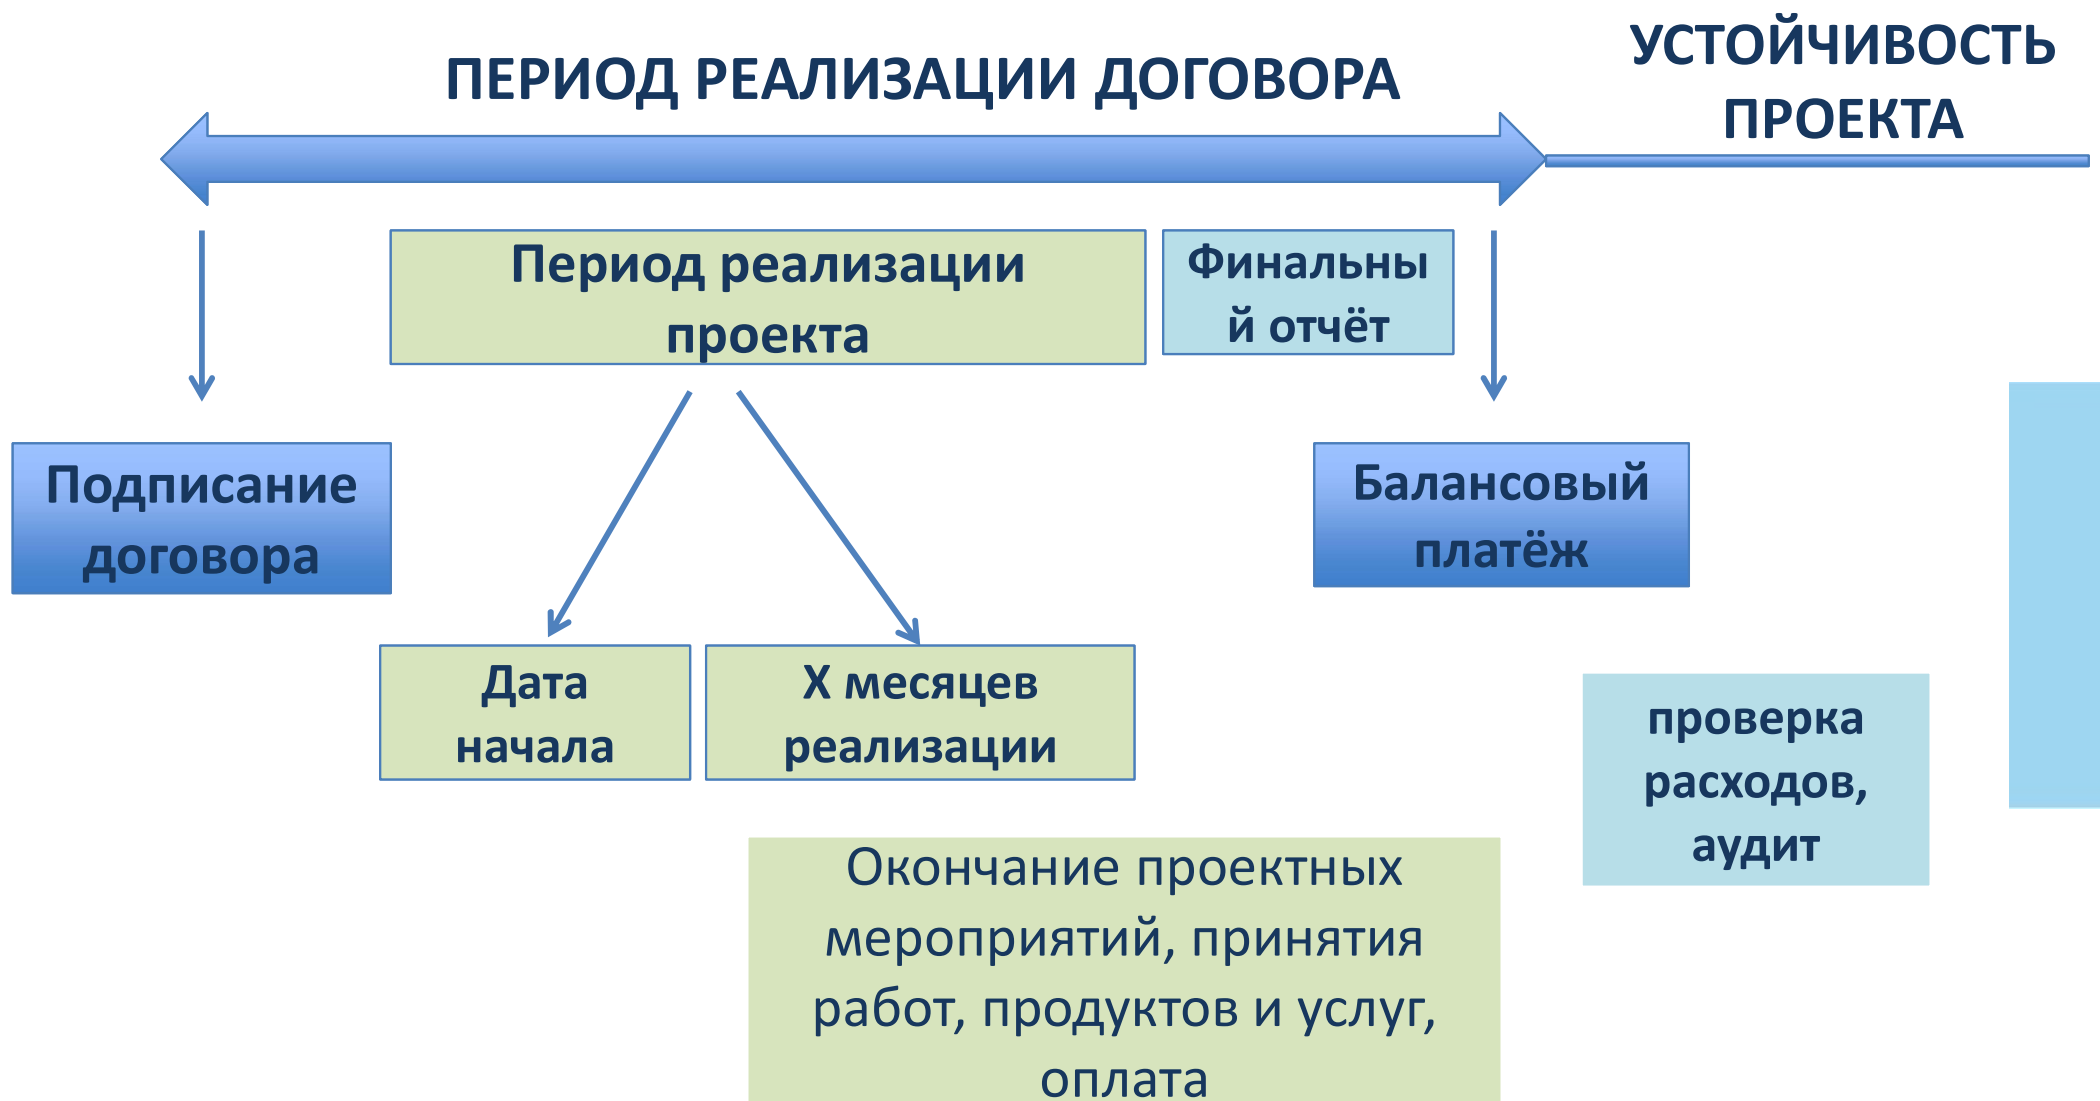 ПЕРИОД РЕАЛИЗАЦИИ ДОГОВОРА
УСТОЙЧИВОСТЬ
ПРОЕКТА
Период реализации
проекта
Финальны
й отчёт
Подписание
договора
Балансовый
платёж
Дата
начала
Х месяцев
реализации
проверка
расходов,
аудит
Окончание проектных
мероприятий, принятия
работ, продуктов и услуг,
оплата